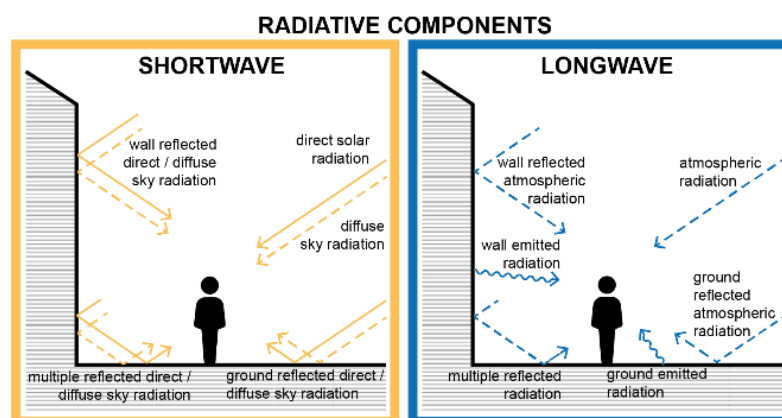 RADIATIVE COMPONENTS
SHORTWAVE
wall reflected
direct / diffuse
sky radiation
direct solar
radiation
diffuse
sky radiation
multiple reflected direct /
diffuse sky radiation
ground reflected direct /
diffuse sky radiation
LONGWAVE
wall reflected
atmospheric
radiation
atmospheric
radiation
wall emitted
radiation
ground
reflected
atmospheric
radiation
multiple reflected
radiation
ground emitted
radiation